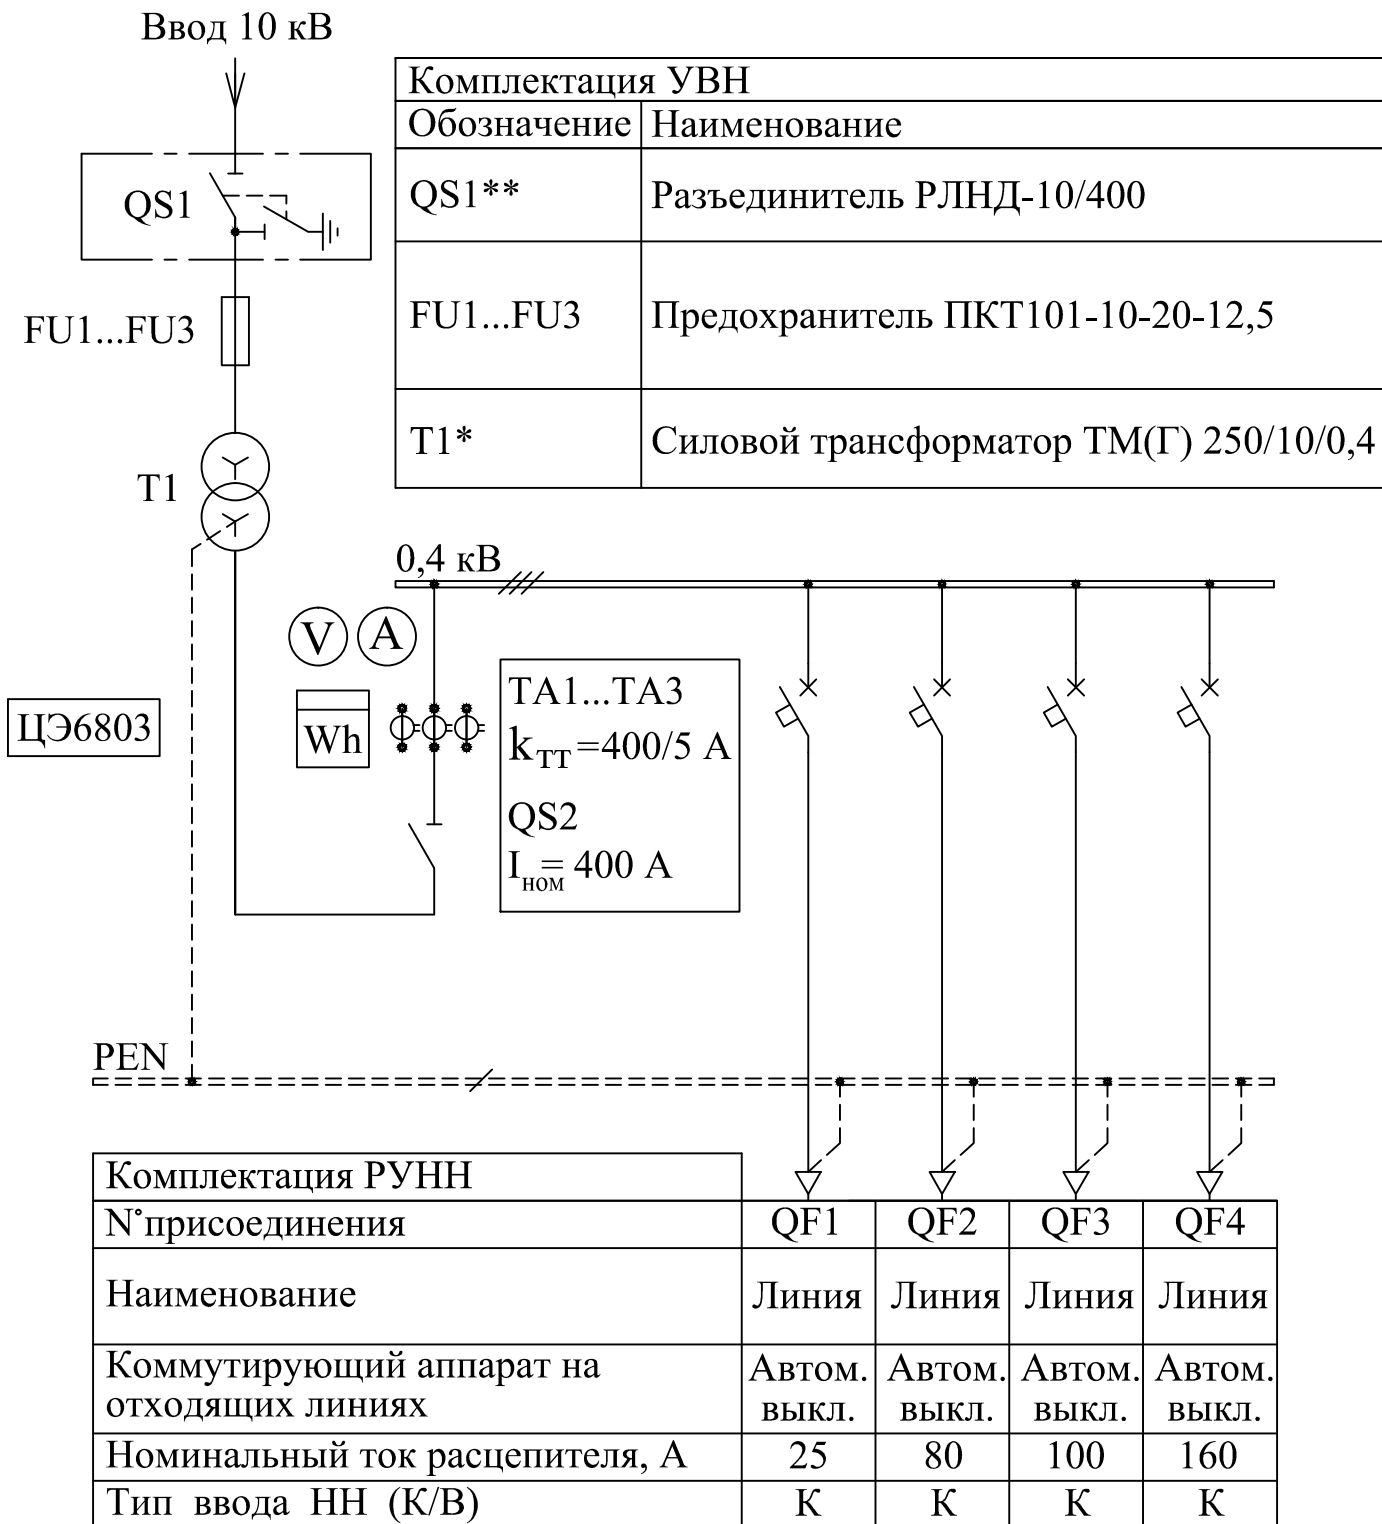 Ввод 10 кВ
Комплектация УВН
Обозначение Наименование
QS1
QS1** Разъединитель РЛНД-10/400
FU1...FU3
FU1...FU3 Предохранитель ПКТ101-10-20-12,5
T1
T1* Силовой трансформатор ТМ(Г) 250/10/0,4
0,4 кВ
V A
ЦЭ6803
Wh
TA1...TA3
kТТ=400/5 А
QS2
Iном= 400 А
PEN
Комплектация РУНН
N°присоединения QF1 QF2 QF3 QF4
Наименование Линия Линия Линия Линия
Коммутирующий аппарат на Автом. Автом. Автом. Автом.
отходящих линиях выкл. выкл. выкл. выкл.
Номинальный ток расцепителя, А 25 80 100 160
Тип ввода НН (К/В) К К К К